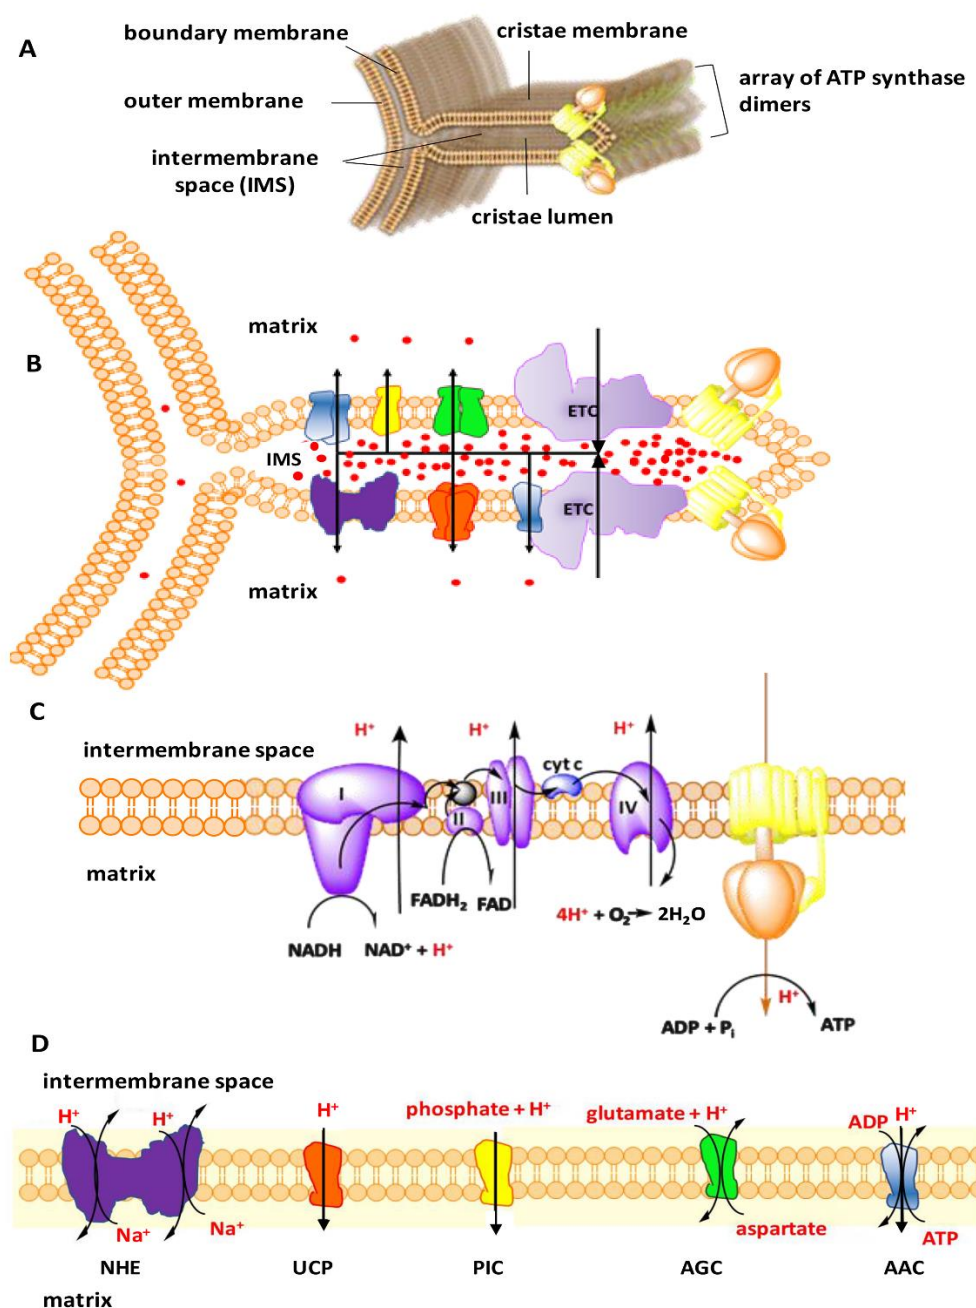 A
boundary membrane
cristae membrane
outer membrane
array of ATP synthase
dimers
intermembrane
space (IMS)
cristae lumen
B
matrix
ETC
IMS
ETC
matrix
C
intermembrane space
H⁺
H⁺
H⁺
cyt c
I
II
III
IV
matrix
FADH₂
FAD
4H⁺ + O₂ → 2H₂O
NADH
NAD⁺ + H⁺
H⁺
ADP + Pᵢ
ATP
D
intermembrane space
H⁺
H⁺
H⁺
phosphate + H⁺
glutamate + H⁺
ADP
H⁺
Na⁺
Na⁺
aspartate
ATP
NHE
UCP
PIC
AGC
AAC
matrix